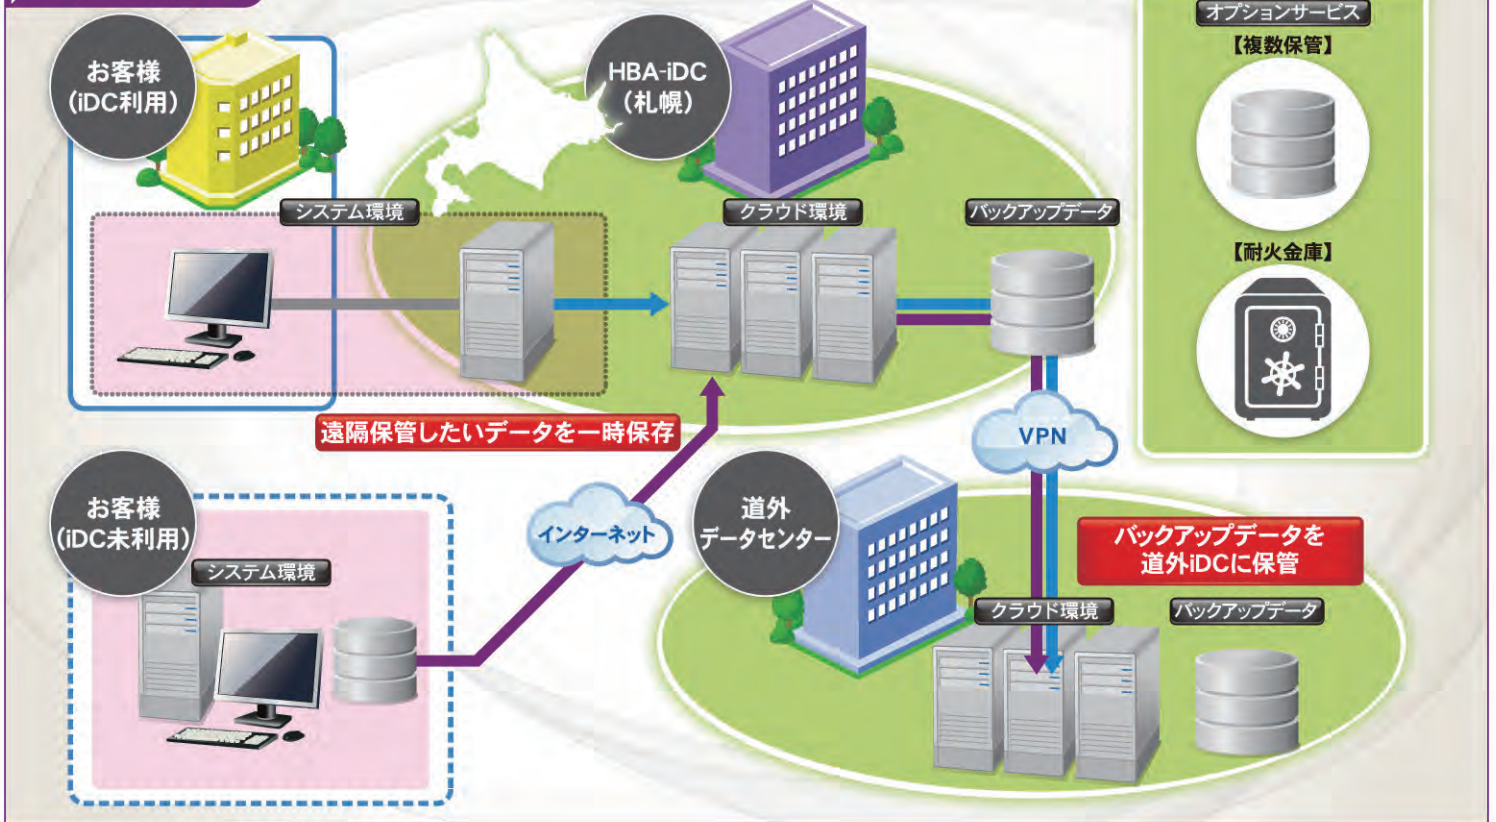 お客様
（iDC利用）
HBA-iDC
（札幌）
オプションサービス
【複数保管】
【耐火金庫】
システム環境
クラウド環境
バックアップデータ
遠隔保管したいデータを一時保存
VPN
お客様
（iDC未利用）
システム環境
インターネット
道外
データセンター
バックアップデータを
道外iDCに保管
クラウド環境
バックアップデータ